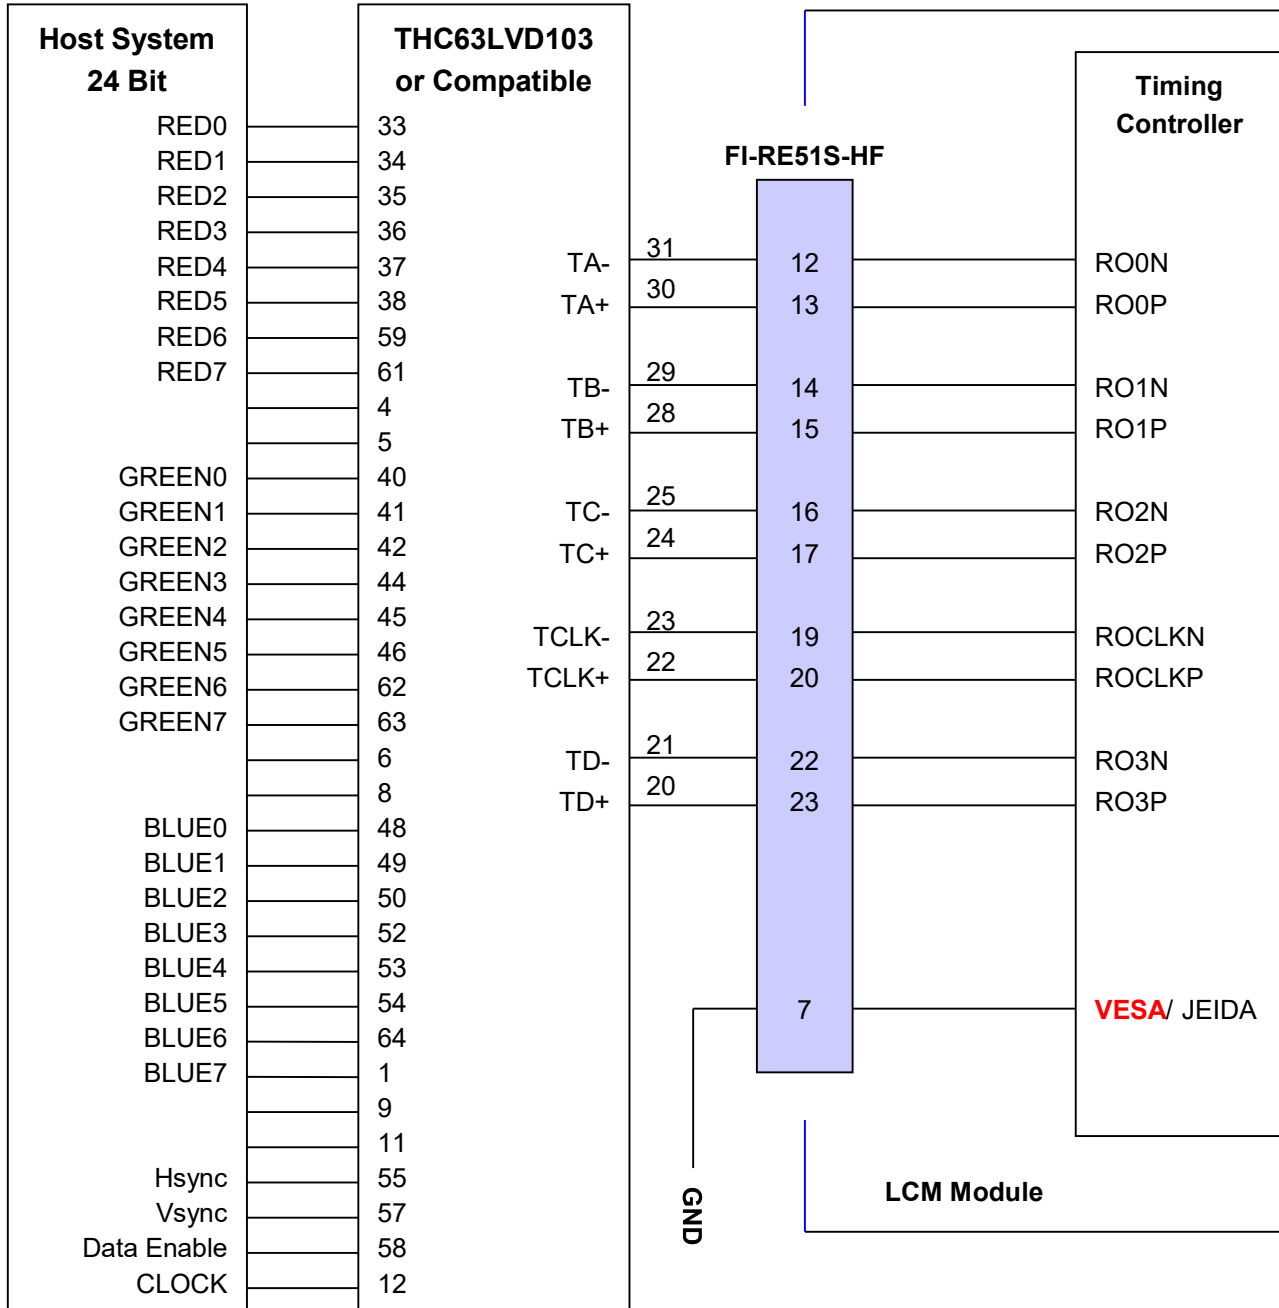 Host System
24 Bit
THC63LVD103
or Compatible
Timing
Controller
FI-RE51S-HF
RED0 33
RED1 34
RED2 35
RED3 36
RED4 37
RED5 38
RED6 59
RED7 61
4
5
GREEN0 40
GREEN1 41
GREEN2 42
GREEN3 44
GREEN4 45
GREEN5 46
GREEN6 62
GREEN7 63
6
8
BLUE0 48
BLUE1 49
BLUE2 50
BLUE3 52
BLUE4 53
BLUE5 54
BLUE6 64
BLUE7 1
9
11
Hsync 55
Vsync 57
Data Enable 58
CLOCK 12
TA- 31 12 RO0N
TA+ 30 13 RO0P
TB- 29 14 RO1N
TB+ 28 15 RO1P
TC- 25 16 RO2N
TC+ 24 17 RO2P
TCLK- 23 19 ROCLKN
TCLK+ 22 20 ROCLKP
TD- 21 22 RO3N
TD+ 20 23 RO3P
7 VESA/ JEIDA
GND
LCM Module